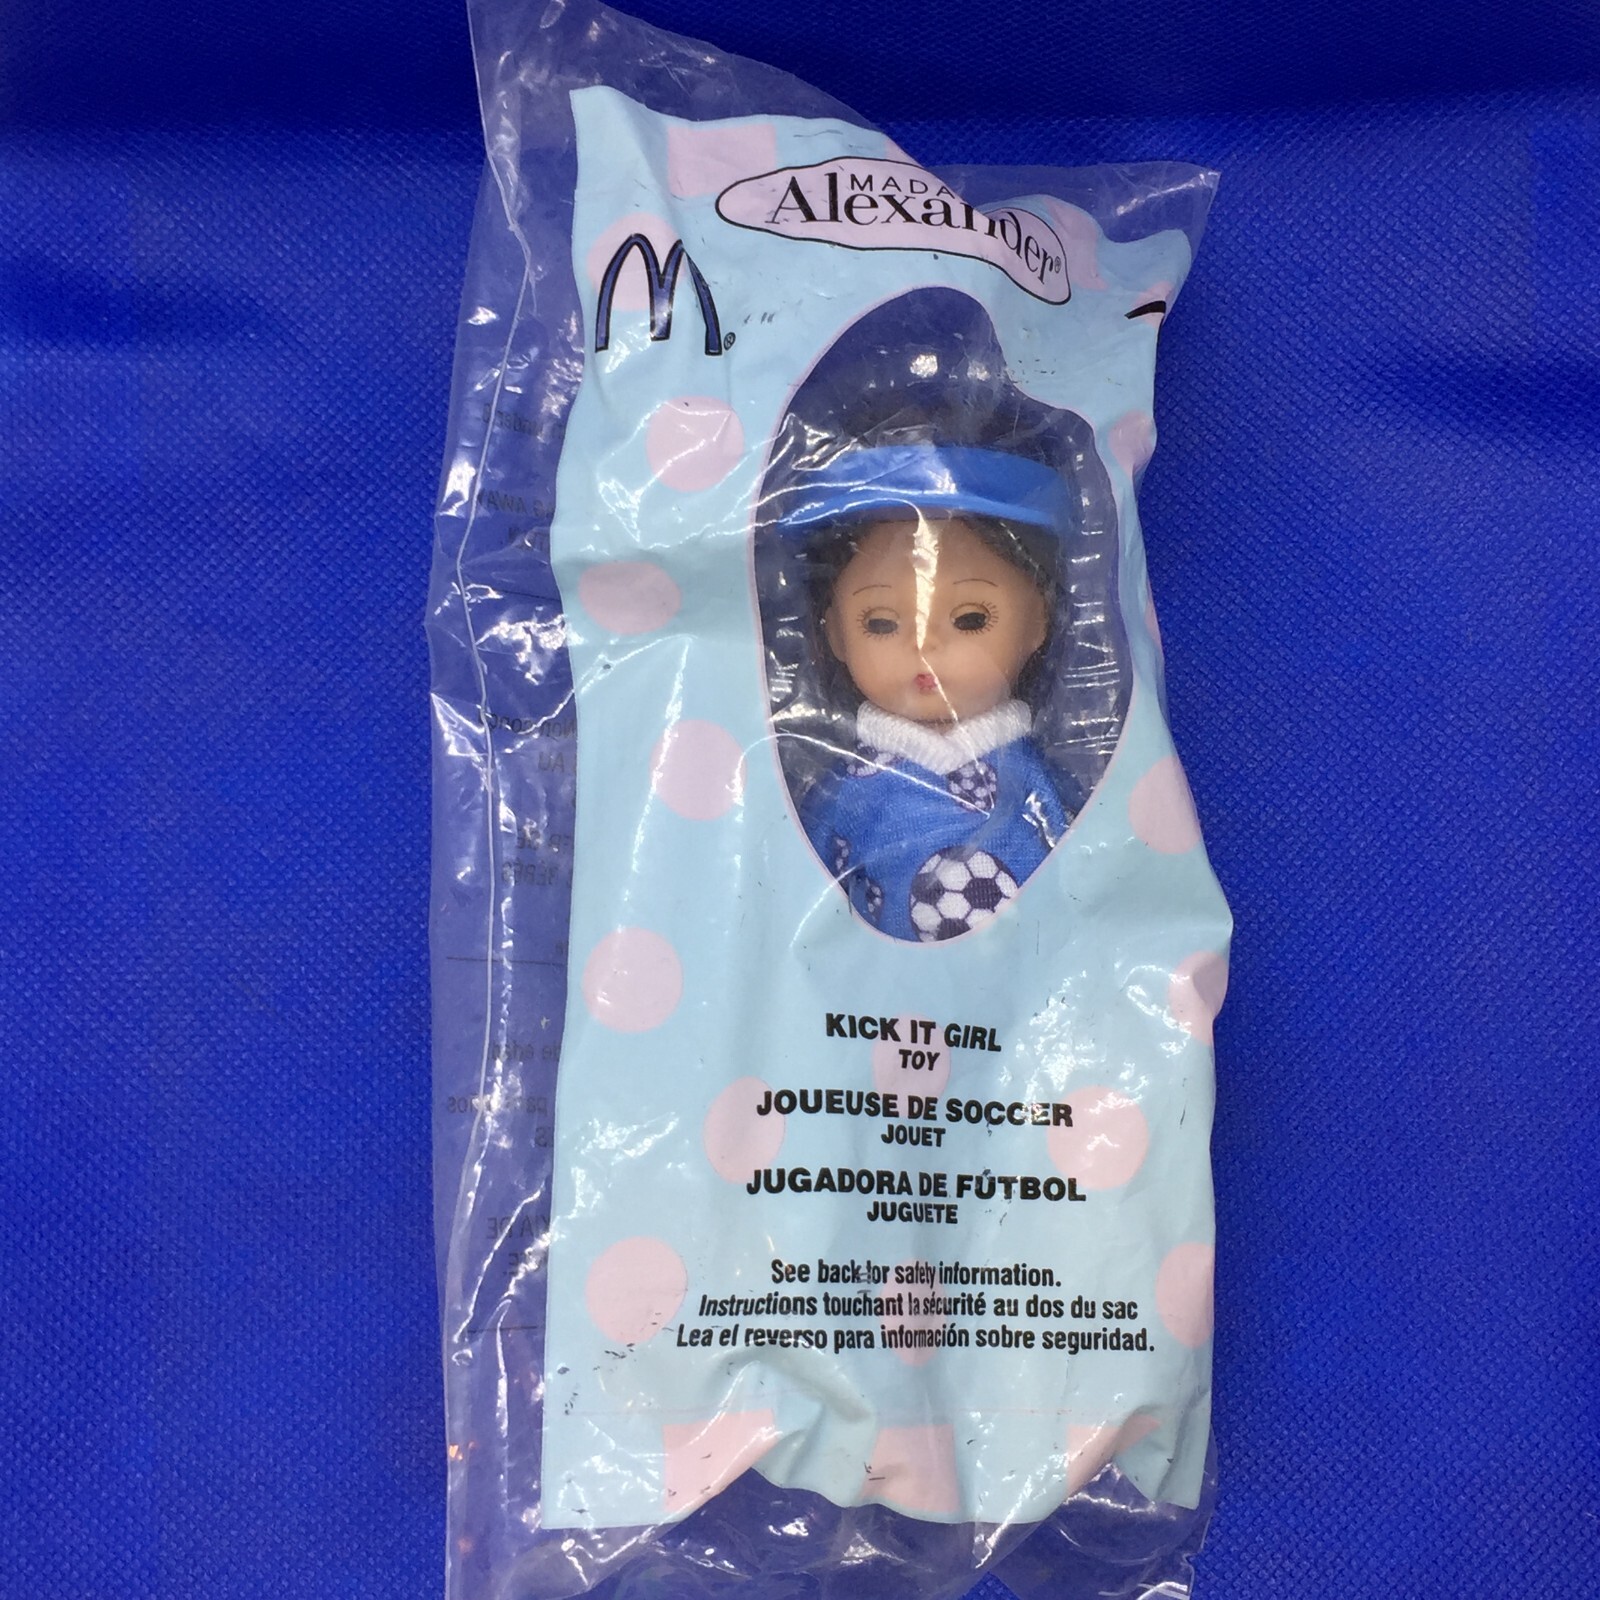 MADA
Alexander®
M®
KICK IT GIRL
TOY
JOUEUSE DE SOCCER
JOUET
JUGADORA DE FÚTBOL
JUGUETE
See back for safety information.
Instructions touchant la sécurité au dos du sac
Lea el reverso para información sobre seguridad.